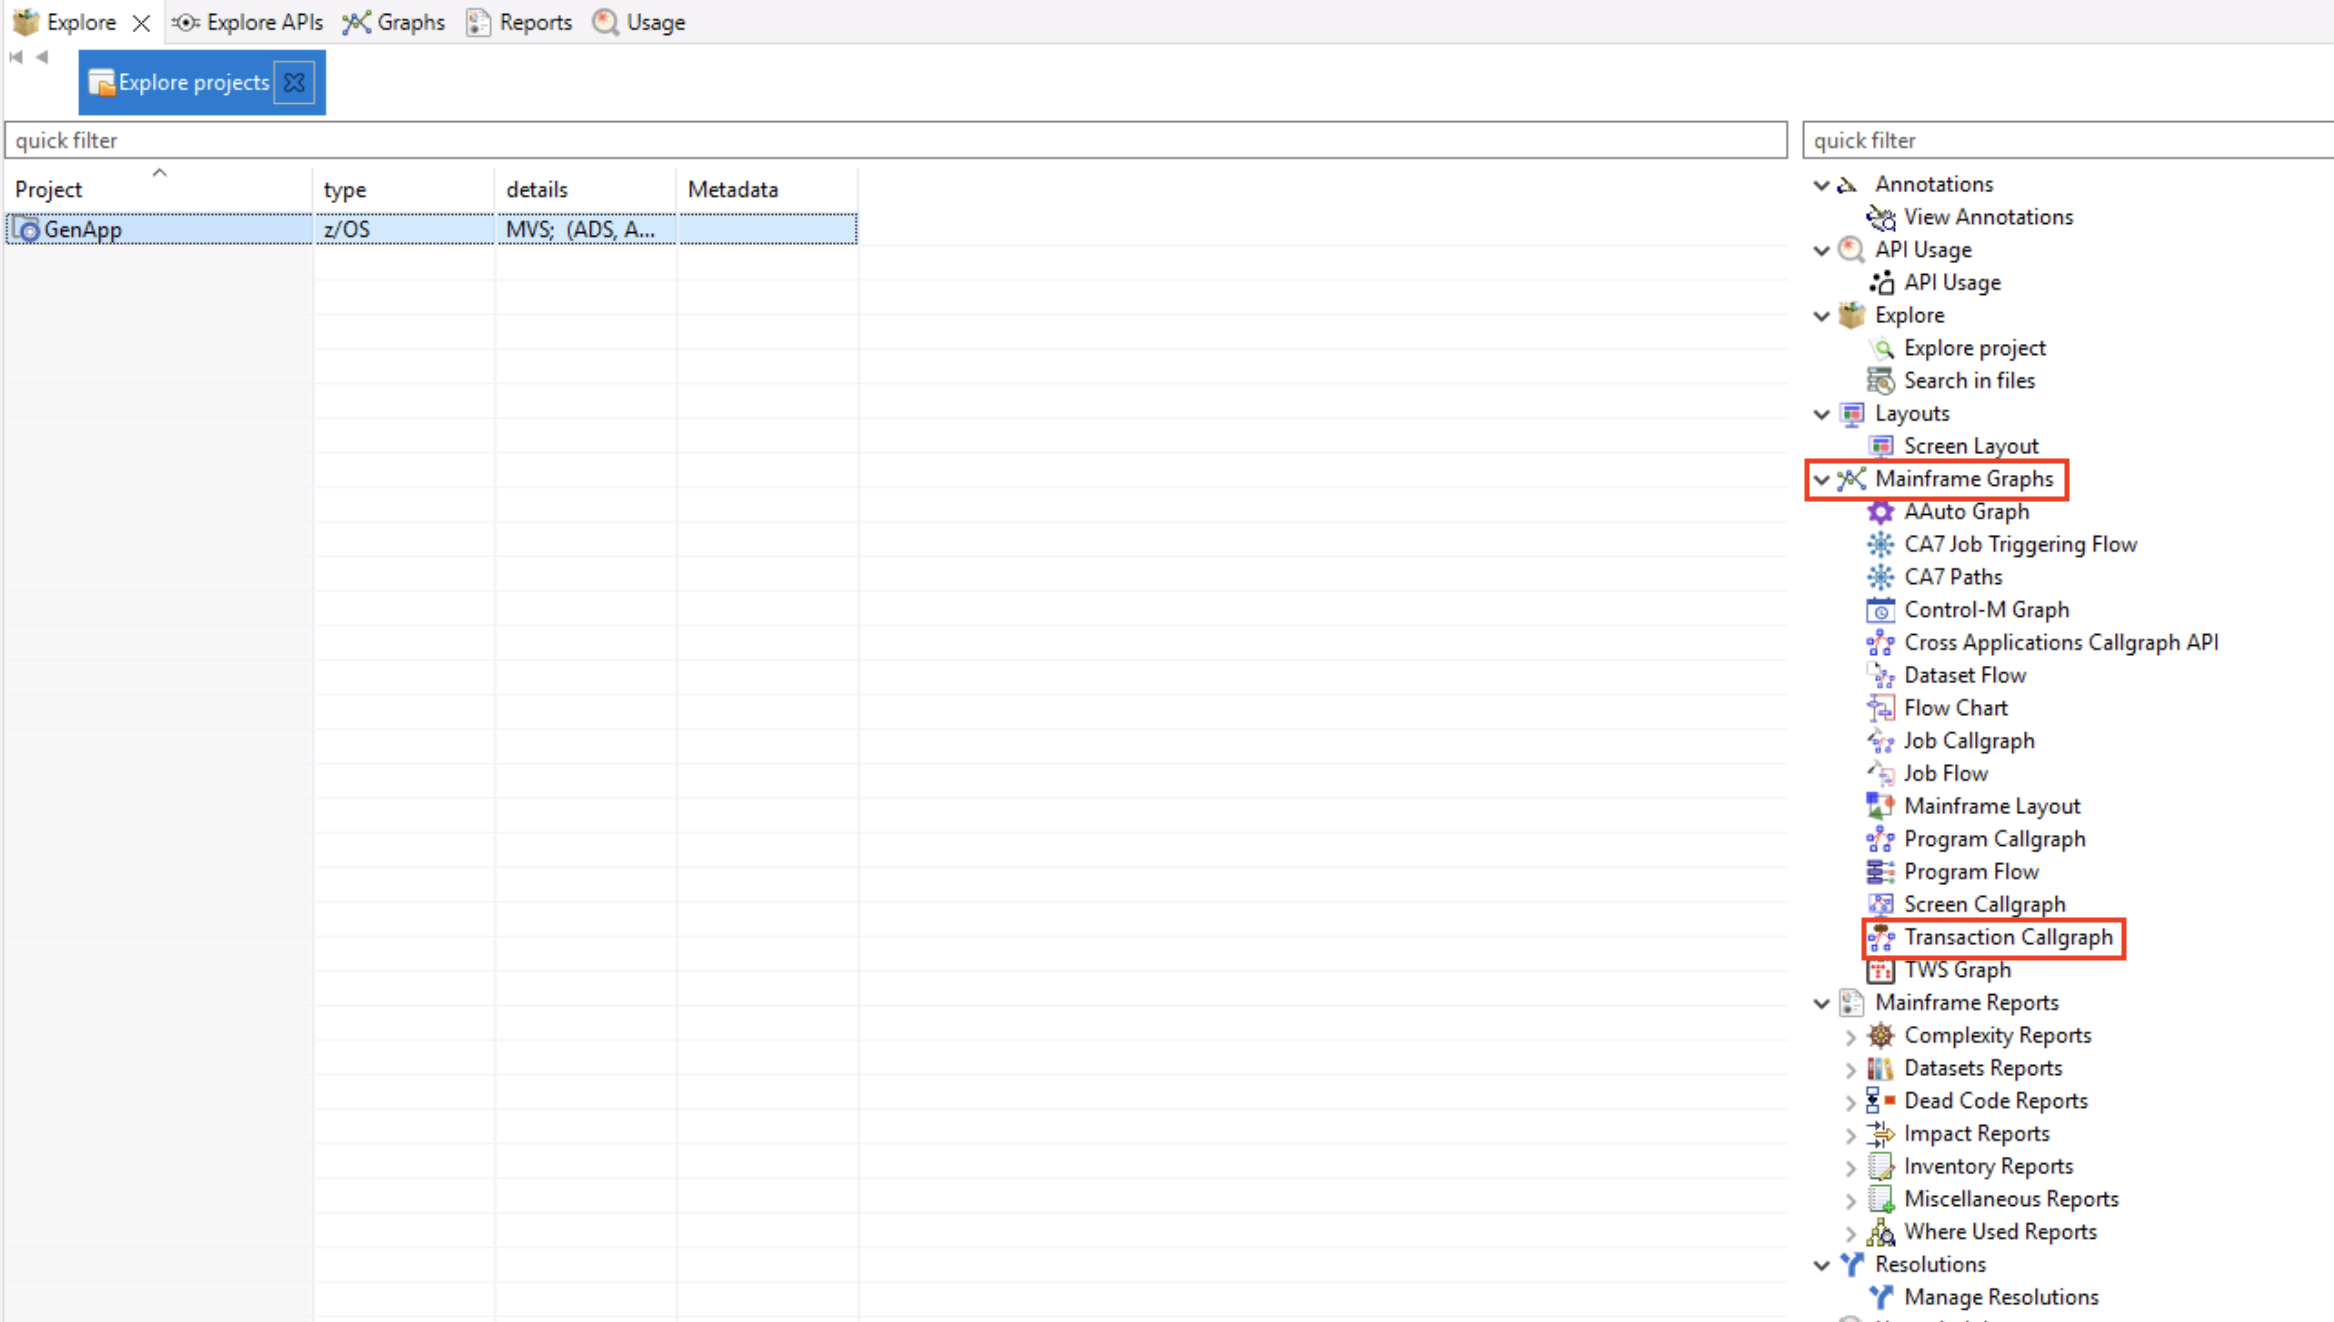 Explore Explore APIs Graphs Reports Usage
Explore projects
quick filter
Project type details Metadata
GenApp z/OS MVS; (ADS, A...
quick filter
Annotations
View Annotations
API Usage
API Usage
Explore
Explore project
Search in files
Layouts
Screen Layout
Mainframe Graphs
AAuto Graph
CA7 Job Triggering Flow
CA7 Paths
Control-M Graph
Cross Applications Callgraph API
Dataset Flow
Flow Chart
Job Callgraph
Job Flow
Mainframe Layout
Program Callgraph
Program Flow
Screen Callgraph
Transaction Callgraph
TWS Graph
Mainframe Reports
Complexity Reports
Datasets Reports
Dead Code Reports
Impact Reports
Inventory Reports
Miscellaneous Reports
Where Used Reports
Resolutions
Manage Resolutions